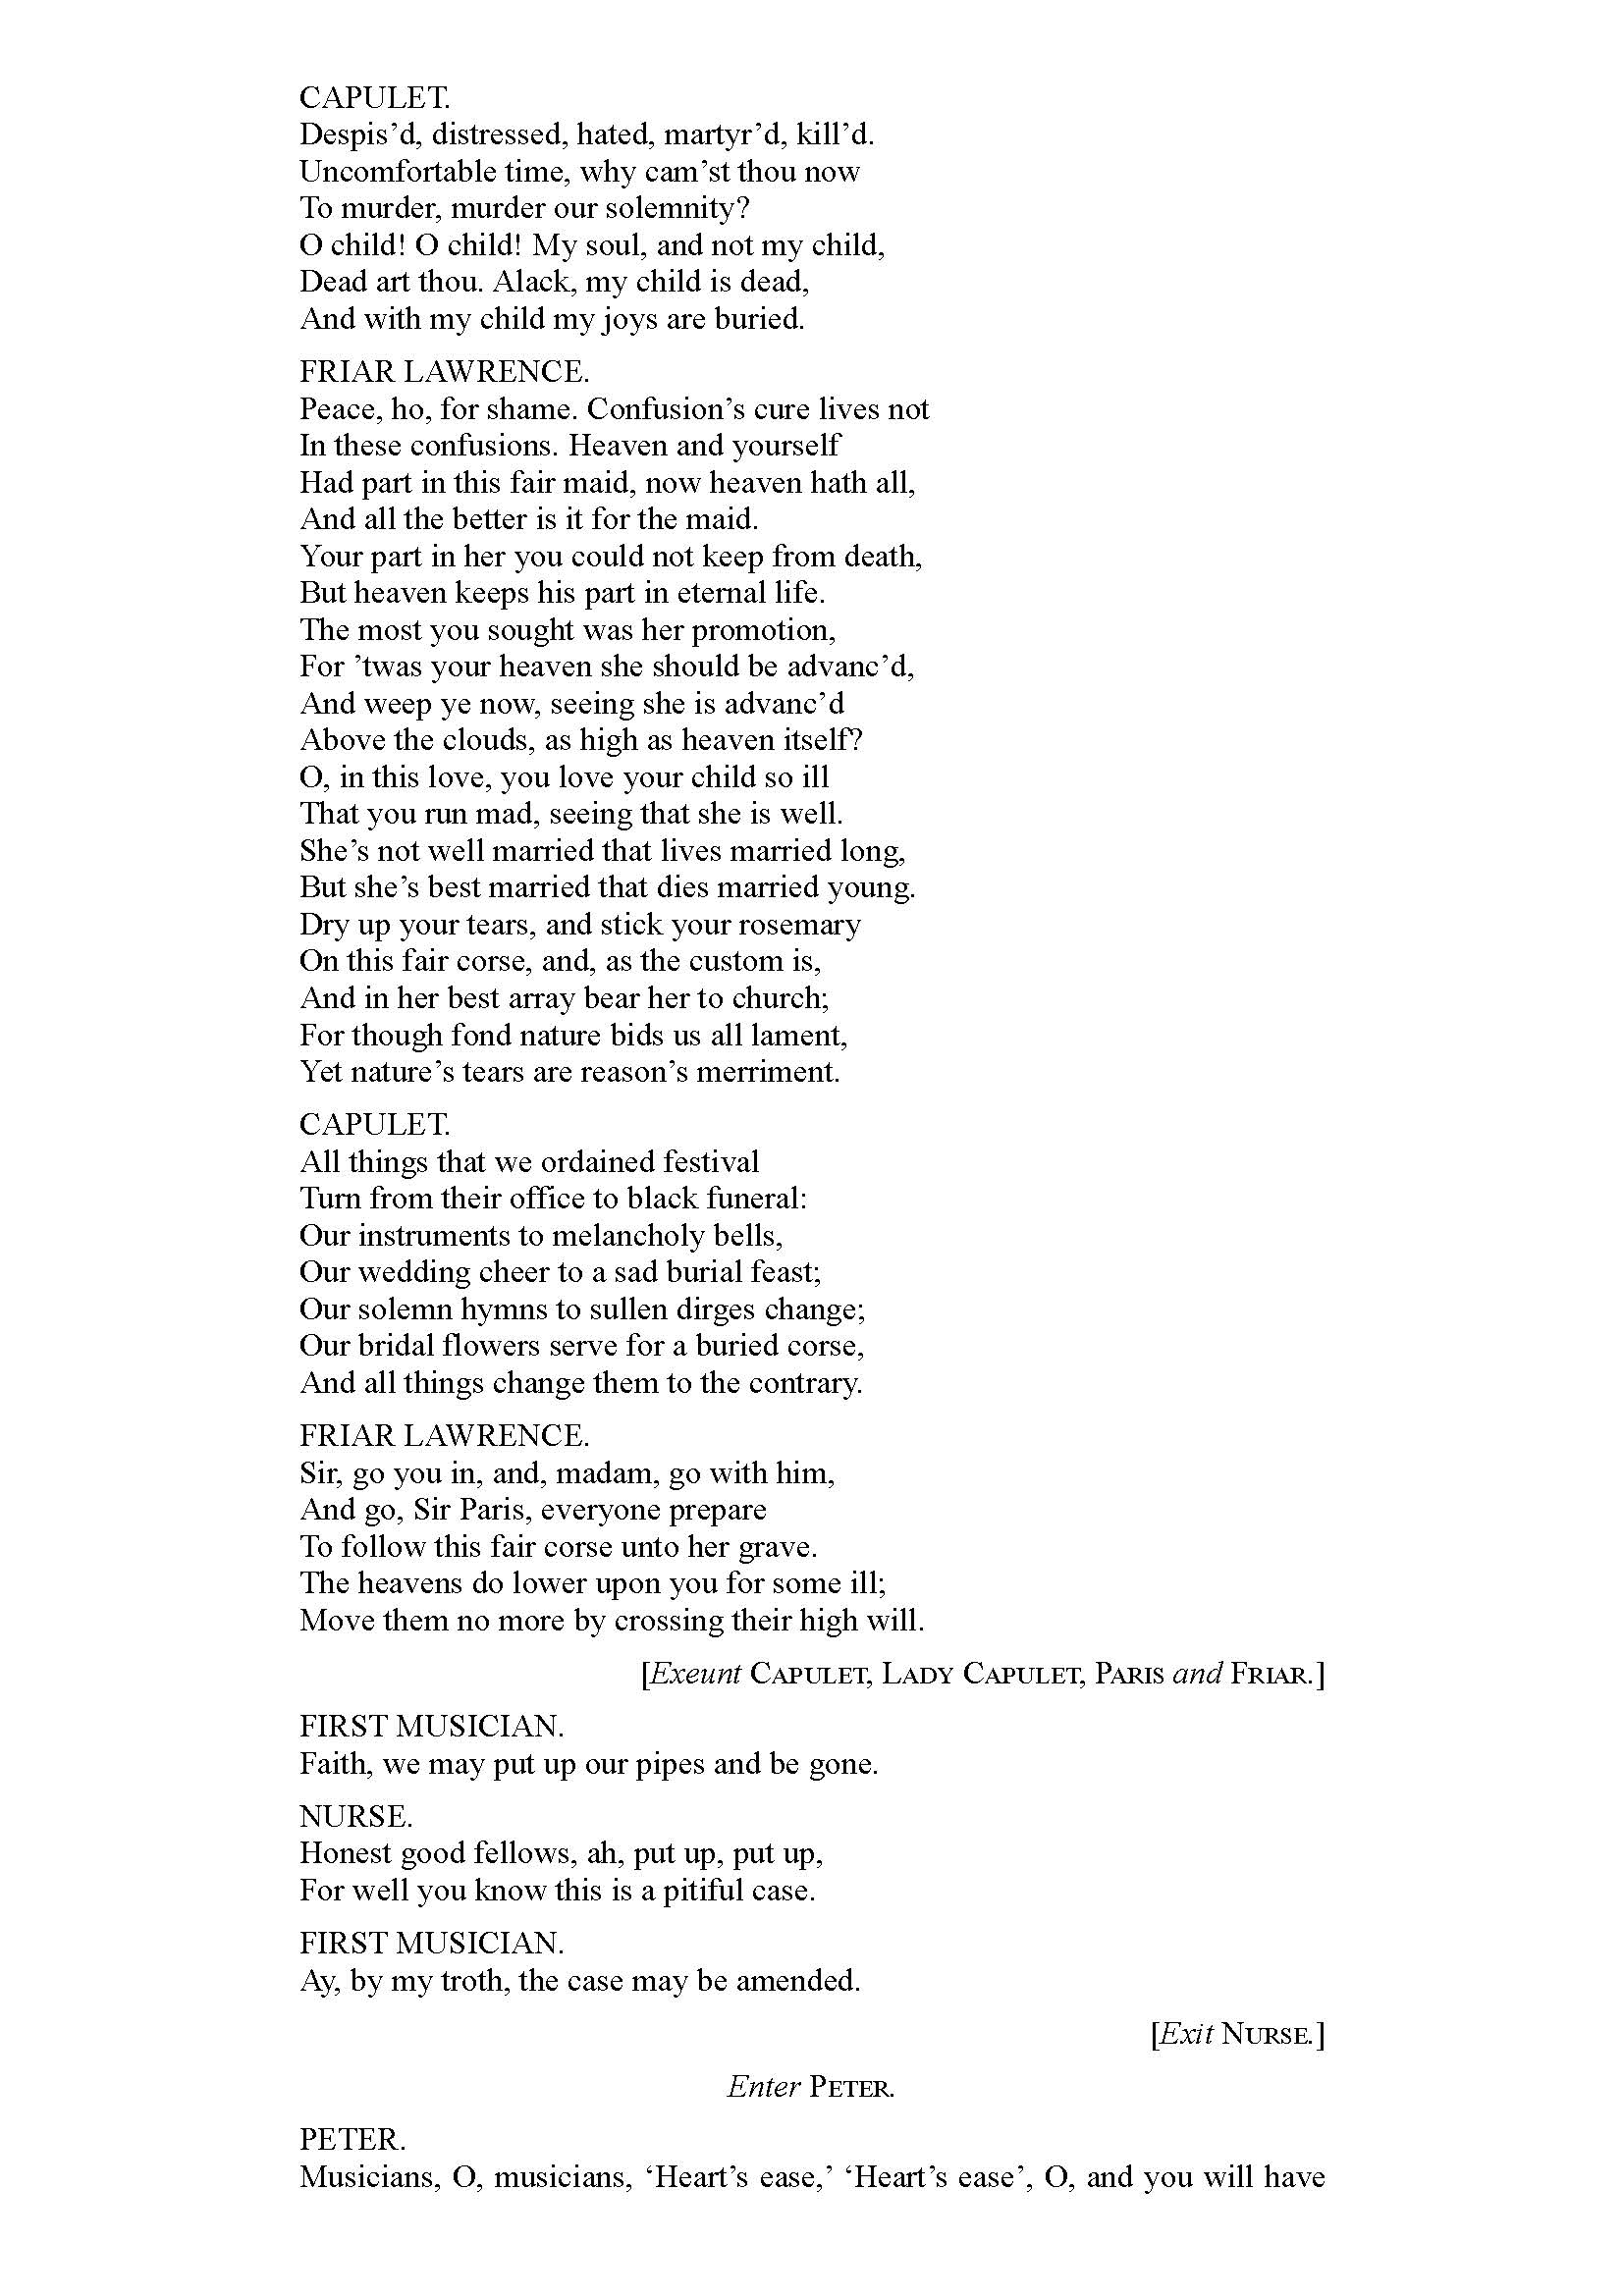 CAPULET.
Despis’d, distressed, hated, martyr’d, kill’d.
Uncomfortable time, why cam’st thou now
To murder, murder our solemnity?
O child! O child! My soul, and not my child,
Dead art thou. Alack, my child is dead,
And with my child my joys are buried.
FRIAR LAWRENCE.
Peace, ho, for shame. Confusion’s cure lives not
In these confusions. Heaven and yourself
Had part in this fair maid, now heaven hath all,
And all the better is it for the maid.
Your part in her you could not keep from death,
But heaven keeps his part in eternal life.
The most you sought was her promotion,
For ’twas your heaven she should be advanc’d,
And weep ye now, seeing she is advanc’d
Above the clouds, as high as heaven itself?
O, in this love, you love your child so ill
That you run mad, seeing that she is well.
She’s not well married that lives married long,
But she’s best married that dies married young.
Dry up your tears, and stick your rosemary
On this fair corse, and, as the custom is,
And in her best array bear her to church;
For though fond nature bids us all lament,
Yet nature’s tears are reason’s merriment.
CAPULET.
All things that we ordained festival
Turn from their office to black funeral:
Our instruments to melancholy bells,
Our wedding cheer to a sad burial feast;
Our solemn hymns to sullen dirges change;
Our bridal flowers serve for a buried corse,
And all things change them to the contrary.
FRIAR LAWRENCE.
Sir, go you in, and, madam, go with him,
And go, Sir Paris, everyone prepare
To follow this fair corse unto her grave.
The heavens do lower upon you for some ill;
Move them no more by crossing their high will.
[Exeunt CAPULET, LADY CAPULET, PARIS and FRIAR.]
FIRST MUSICIAN.
Faith, we may put up our pipes and be gone.
NURSE.
Honest good fellows, ah, put up, put up,
For well you know this is a pitiful case.
FIRST MUSICIAN.
Ay, by my troth, the case may be amended.
[Exit NURSE.]
Enter PETER.
PETER.
Musicians, O, musicians, ‘Heart’s ease,’ ‘Heart’s ease’, O, and you will have